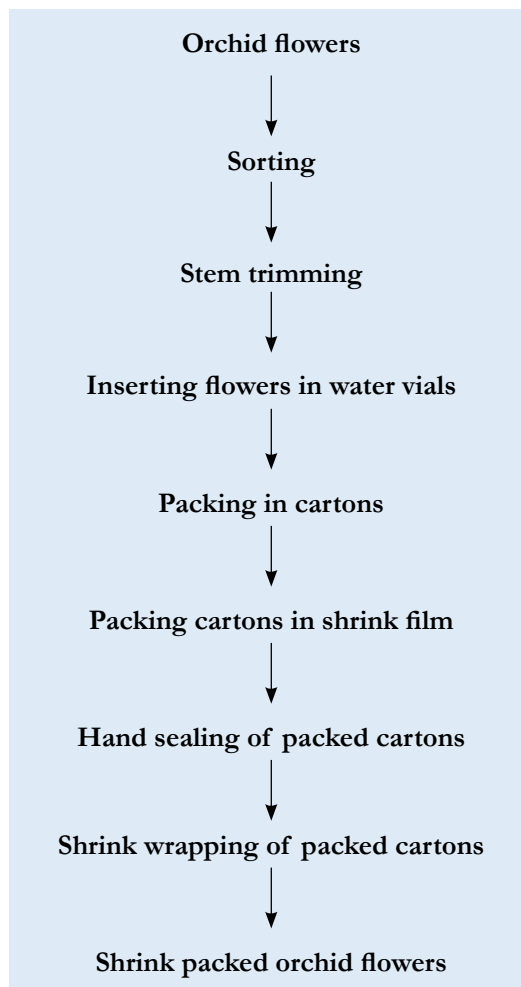 Orchid flowers
Sorting
Stem trimming
Inserting flowers in water vials
Packing in cartons
Packing cartons in shrink film
Hand sealing of packed cartons
Shrink wrapping of packed cartons
Shrink packed orchid flowers